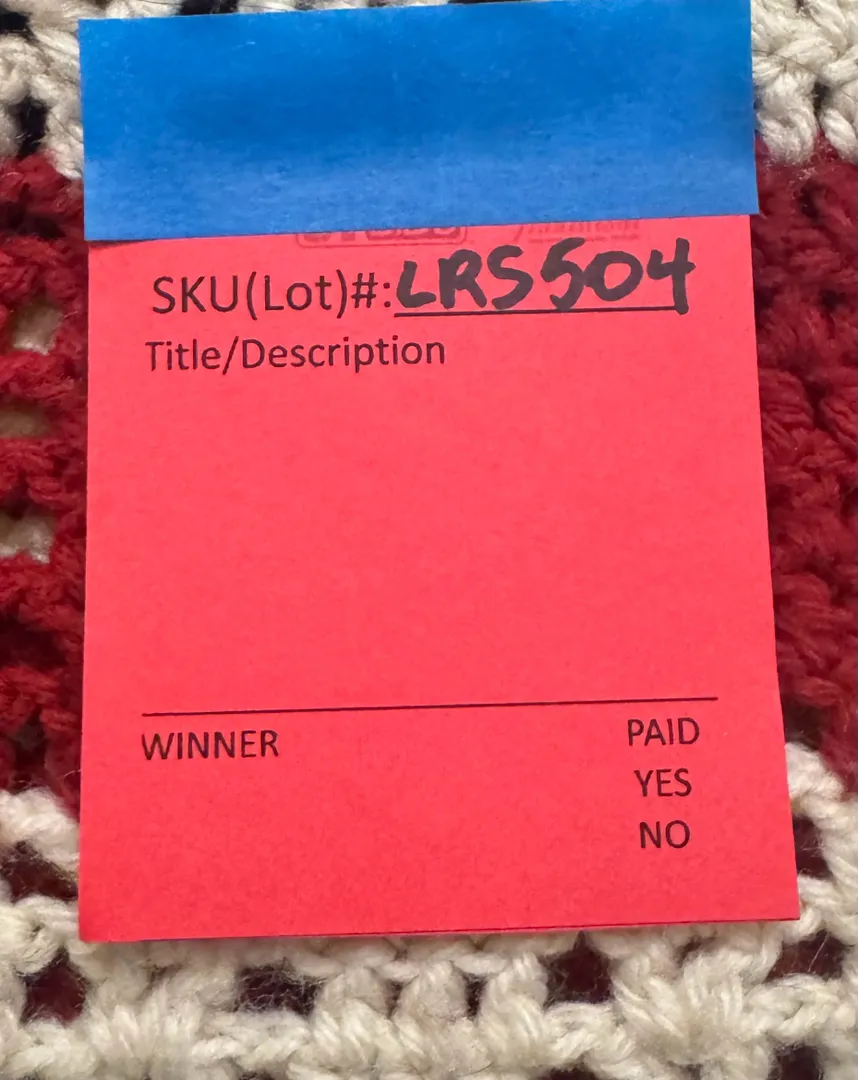 SKU(Lot)#:LRS504
Title/Description
WINNER
PAID
YES
NO